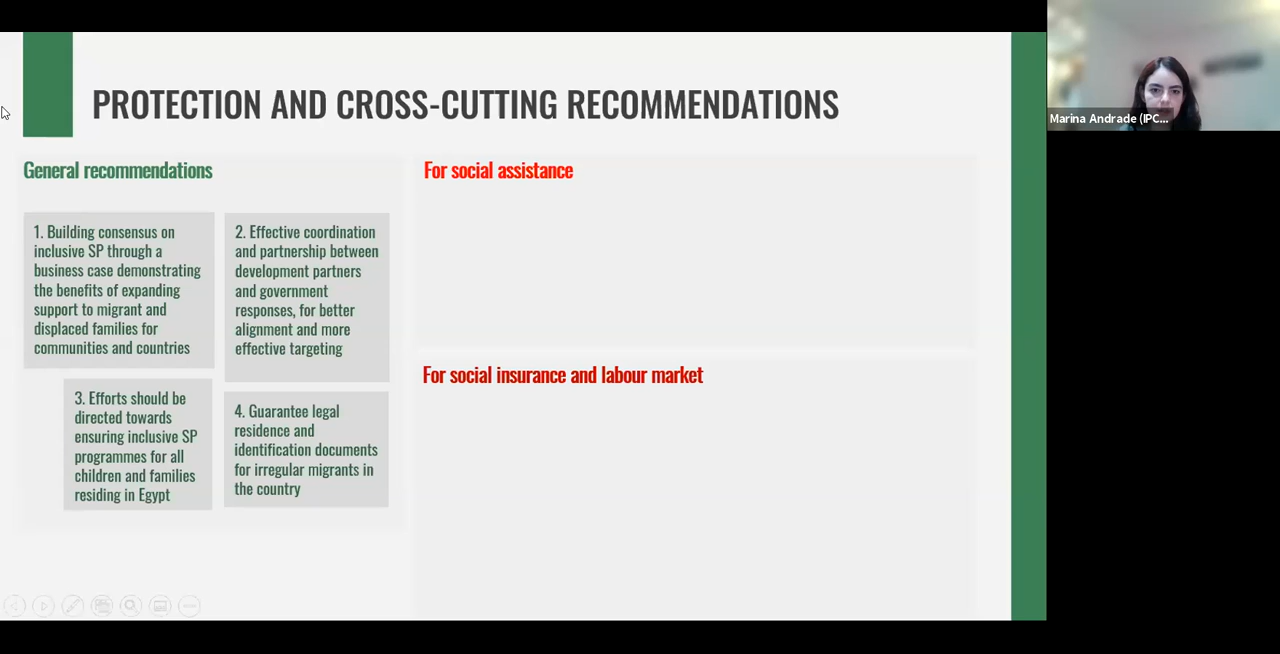 PROTECTION AND CROSS-CUTTING RECOMMENDATIONS
General recommendations
1. Building consensus on
inclusive SP through a
business case demonstrating
the benefits of expanding
support to migrant and
displaced families for
communities and countries
2. Effective coordination
and partnership between
development partners
and government
responses, for better
alignment and more
effective targeting
3. Efforts should be
directed towards
ensuring inclusive SP
programmes for all
children and families
residing in Egypt
4. Guarantee legal
residence and
identification documents
for irregular migrants in
the country
For social assistance
For social insurance and labour market
Marina Andrade (IPC...